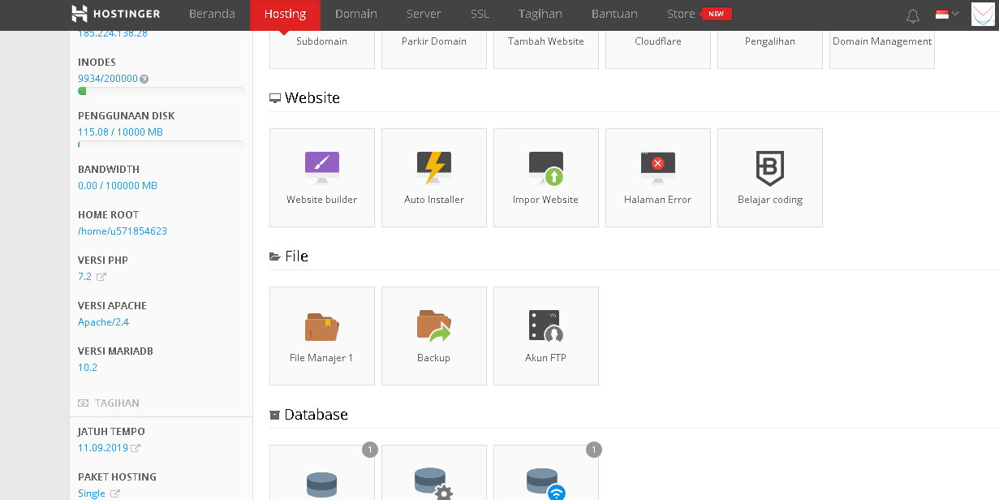 HOSTINGER
Beranda
Hosting
Domain
Server
SSL
Tagihan
Bantuan
Store NEW
185.224.138.28
INODES
9934/200000
PENGGUNAAN DISK
115.08 / 10000 MB
BANDWIDTH
0.00 / 100000 MB
HOME ROOT
/home/u571854623
VERSI PHP
7.2
VERSI APACHE
Apache/2.4
VERSI MARIADB
10.2
TAGIHAN
JATUH TEMPO
11.09.2019
PAKET HOSTING
Single
Subdomain
Parkir Domain
Tambah Website
Cloudflare
Pengalihan
Domain Management
Website
Website builder
Auto Installer
Impor Website
Halaman Error
B
Belajar coding
File
1
File Manajer 1
Backup
Akun FTP
Database
1
1